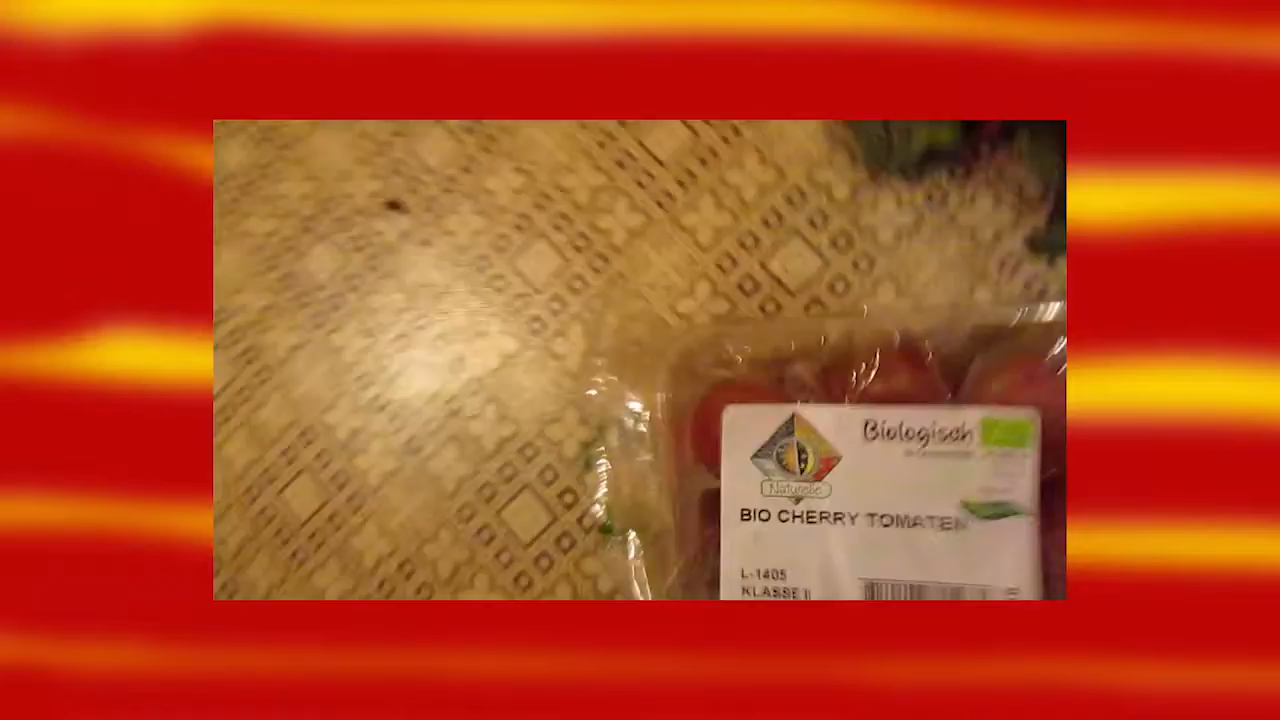 Biologisch
Naturelle
BIO CHERRY TOMATEN
L-1405
KLASSE II